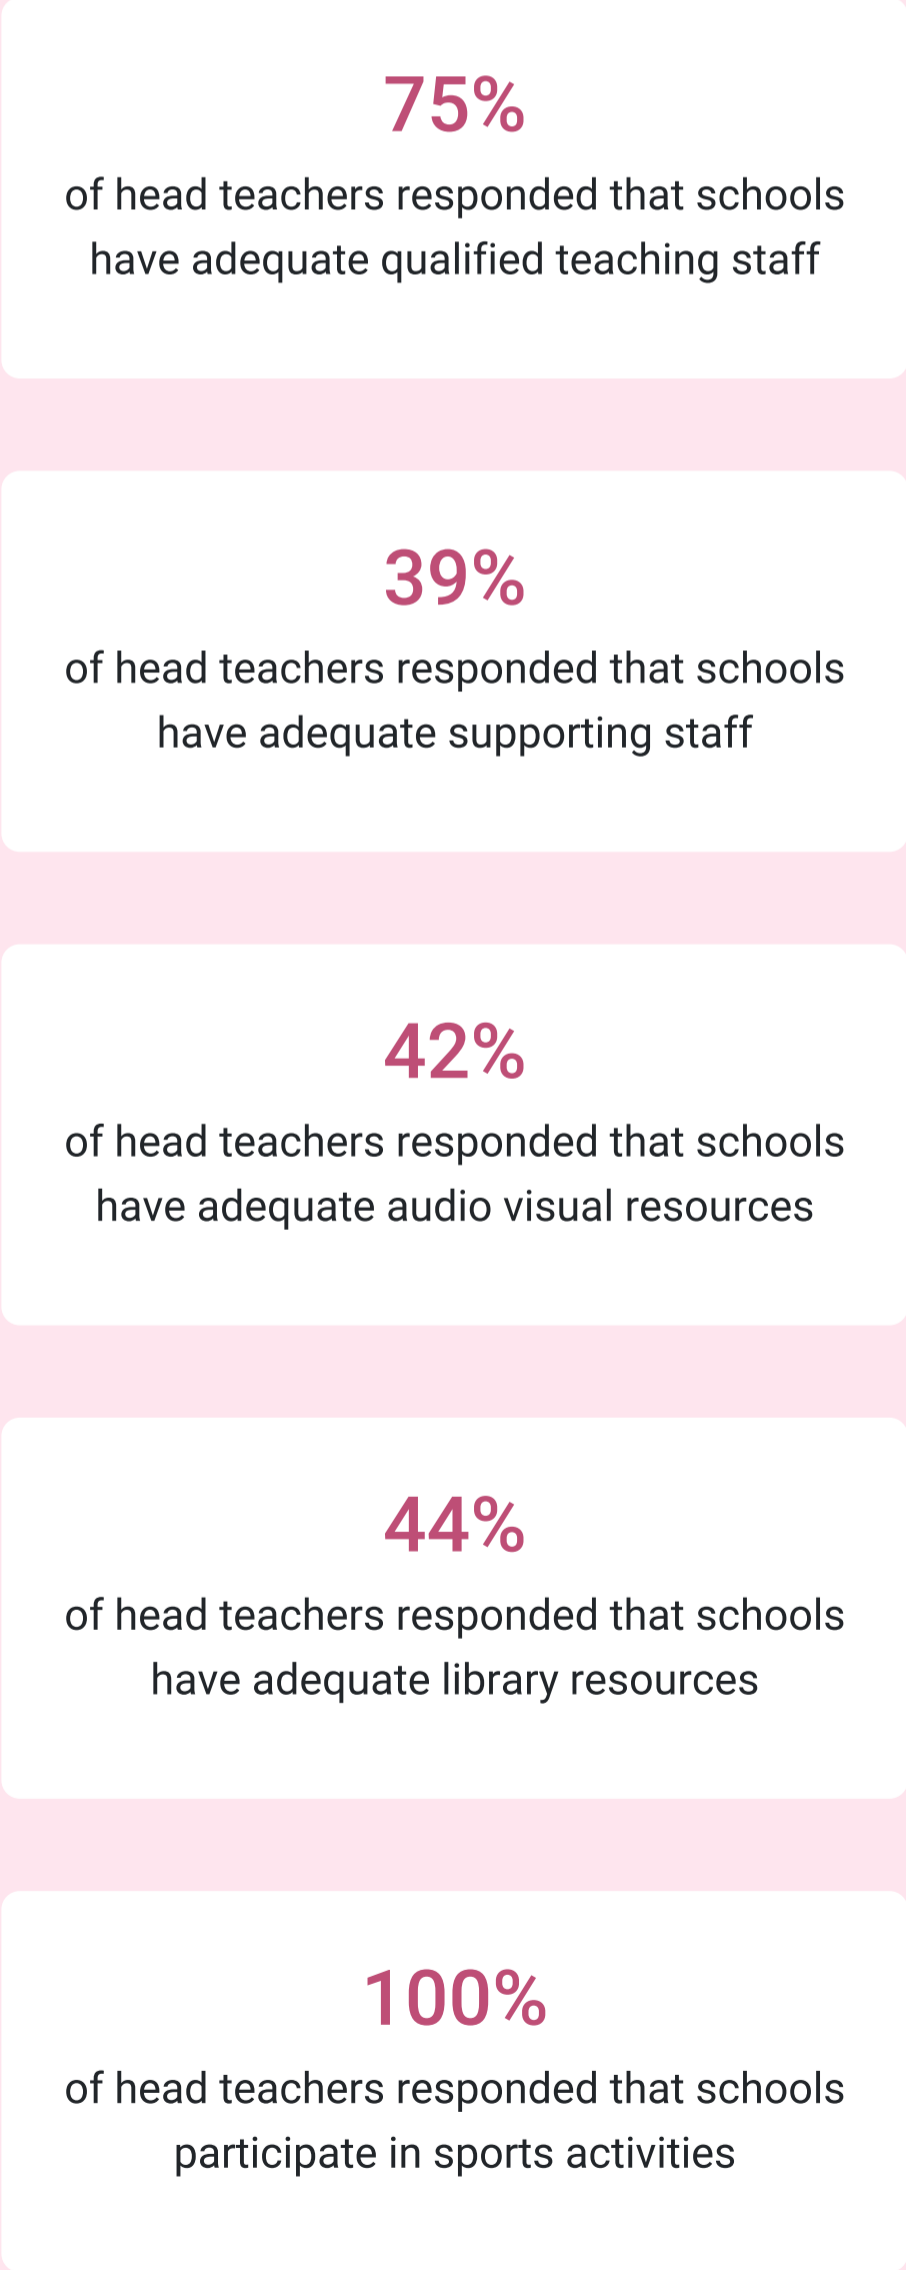 75%
of head teachers responded that schools
have adequate qualified teaching staff
39%
of head teachers responded that schools
have adequate supporting staff
42%
of head teachers responded that schools
have adequate audio visual resources
44%
of head teachers responded that schools
have adequate library resources
100%
of head teachers responded that schools
participate in sports activities